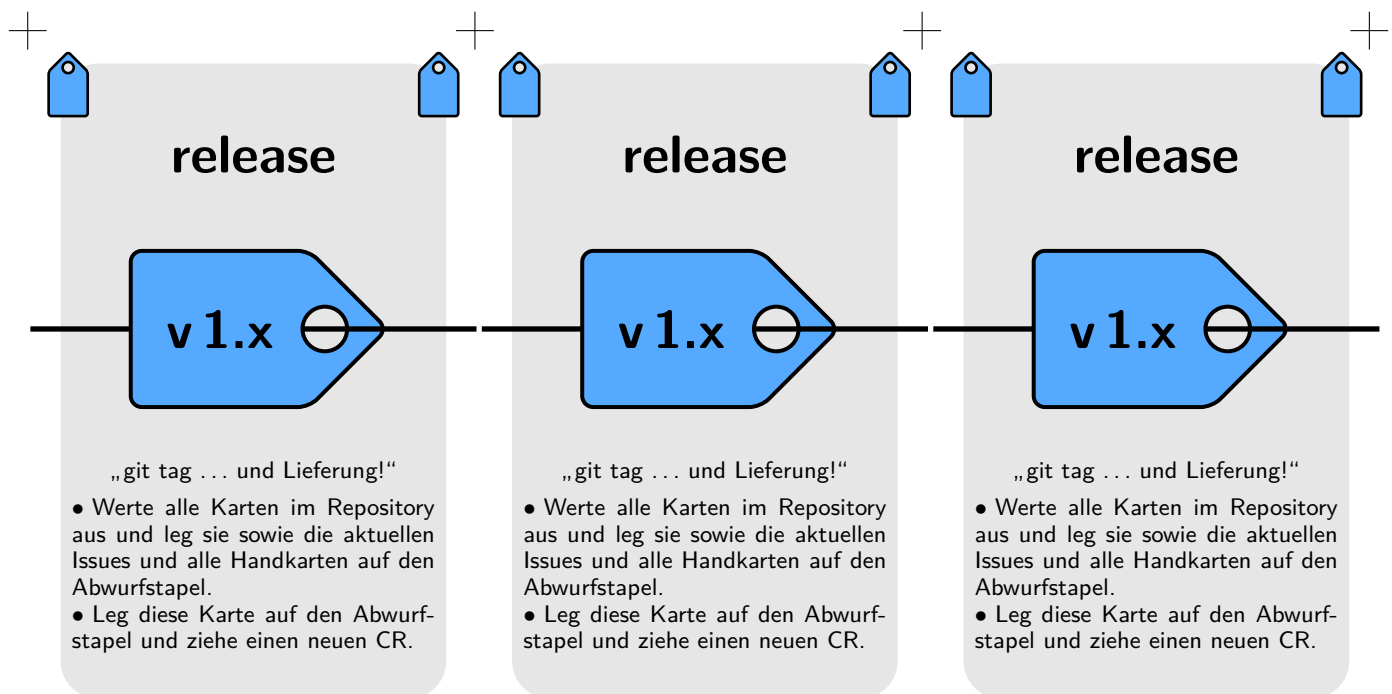 release
v 1.x
„git tag ... und Lieferung!“
• Werte alle Karten im Repository
aus und leg sie sowie die aktuellen
Issues und alle Handkarten auf den
Abwurfstapel.
• Leg diese Karte auf den Abwurf-
stapel und ziehe einen neuen CR.
release
v 1.x
„git tag ... und Lieferung!“
• Werte alle Karten im Repository
aus und leg sie sowie die aktuellen
Issues und alle Handkarten auf den
Abwurfstapel.
• Leg diese Karte auf den Abwurf-
stapel und ziehe einen neuen CR.
release
v 1.x
„git tag ... und Lieferung!“
• Werte alle Karten im Repository
aus und leg sie sowie die aktuellen
Issues und alle Handkarten auf den
Abwurfstapel.
• Leg diese Karte auf den Abwurf-
stapel und ziehe einen neuen CR.